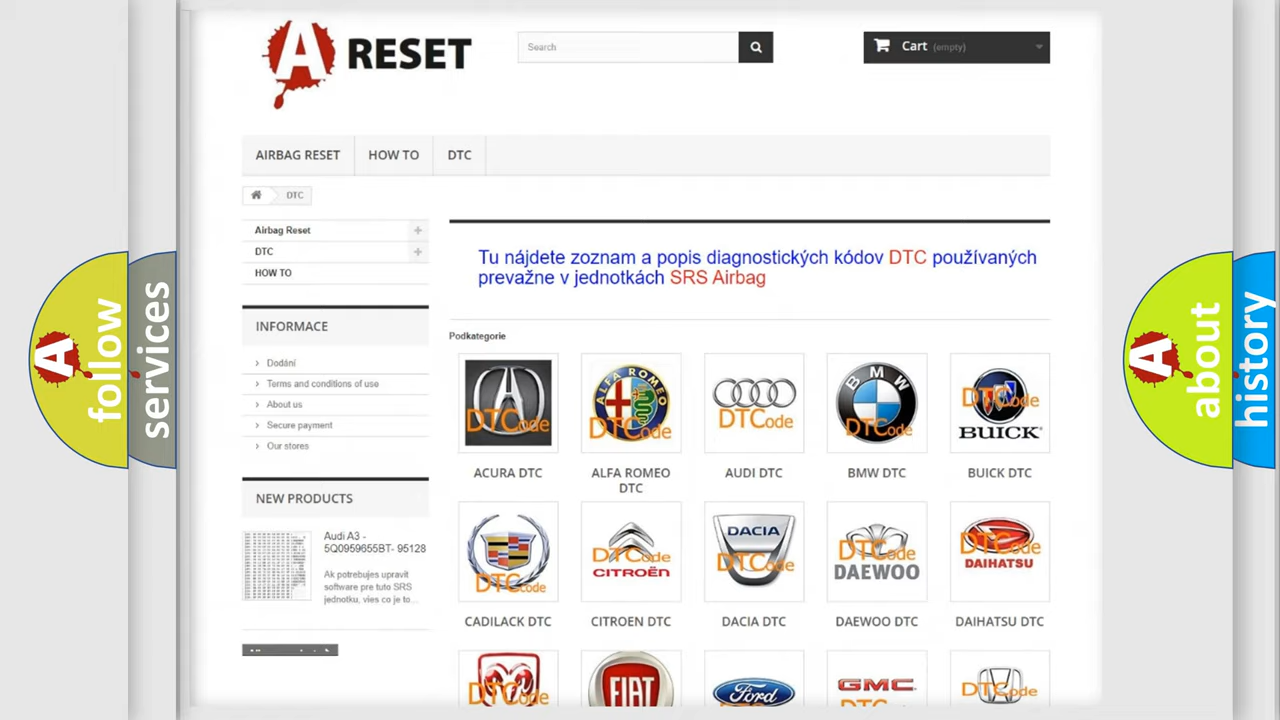 A RESET
Search
Cart (empty)
AIRBAG RESET
HOW TO
DTC
DTC
Airbag Reset
DTC
HOW TO
Tu nájdete zoznam a popis diagnostických kódov DTC používaných
prevažne v jednotkách SRS Airbag
INFORMACE
Dodání
Terms and conditions of use
About us
Secure payment
Our stores
Podkategorie
DTCode
ALFA ROMEO
DTCode
DTCode
BMW
DTCode
DTCode
BUICK
ACURA DTC
ALFA ROMEO
DTC
AUDI DTC
BMW DTC
BUICK DTC
NEW PRODUCTS
Audi A3 -
5Q0959655BT- 95128
Ak potrebujes upravit
software pre tuto SRS
jednotku, vies co je to...
DTCode
DTCode
CITROËN
DACIA
DTCode
DTCode
DAEWOO
DTCode
DAIHATSU
CADILACK DTC
CITROEN DTC
DACIA DTC
DAEWOO DTC
DAIHATSU DTC
DTCode
FIAT
Ford
GMC
DTCode
A follow
services
A about
history